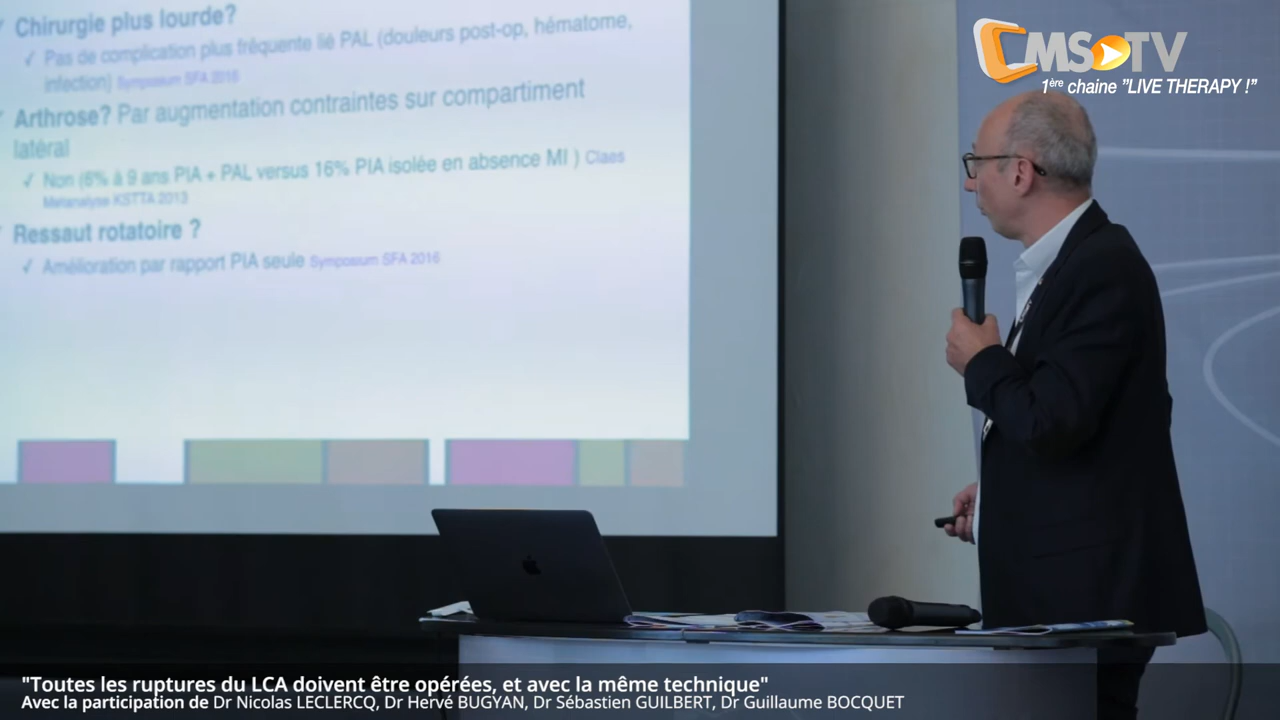 Chirurgie plus lourde?
✓ Pas de complication plus fréquente lié PAL (douleurs post-op, hématome,
infection) Symposium SFA 2016
Arthrose? Par augmentation contraintes sur compartiment
latéral
✓ Non (6% à 9 ans PIA + PAL versus 16% PIA isolée en absence MI ) Claes
Metanalyse KSTTA 2013
Ressaut rotatoire ?
✓ Amélioration par rapport PIA seule Symposium SFA 2016
CMS TV
1ère chaine "LIVE THERAPY !"
"Toutes les ruptures du LCA doivent être opérées, et avec la même technique"
Avec la participation de Dr Nicolas LECLERCQ, Dr Hervé BUGYAN, Dr Sébastien GUILBERT, Dr Guillaume BOCQUET